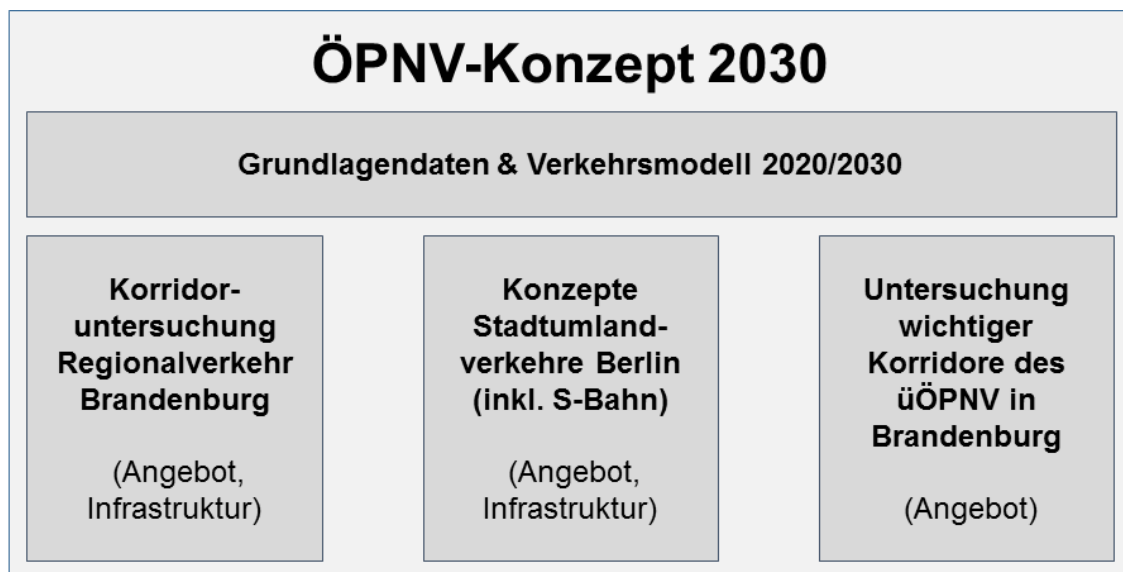 ÖPNV-Konzept 2030
Grundlagendaten & Verkehrsmodell 2020/2030
Korridor-
untersuchung
Regionalverkehr
Brandenburg
(Angebot,
Infrastruktur)
Konzepte
Stadtumland-
verkehre Berlin
(inkl. S-Bahn)
(Angebot,
Infrastruktur)
Untersuchung
wichtiger
Korridore des
üÖPNV in
Brandenburg
(Angebot)